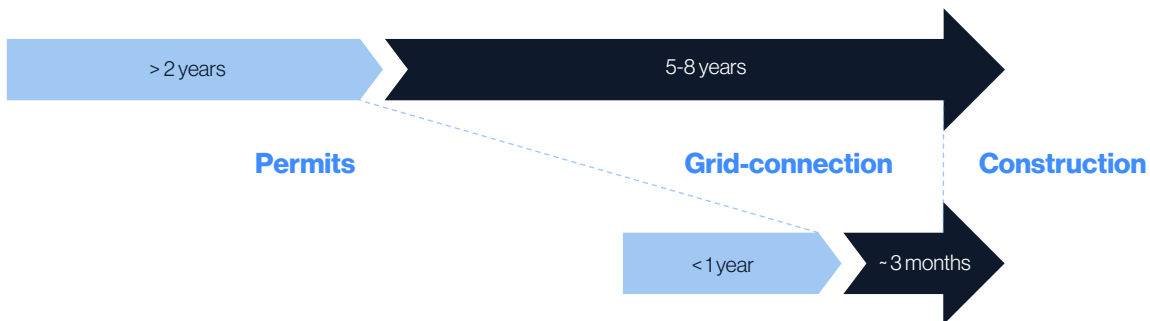 > 2 years
5-8 years
Permits
Grid-connection
Construction
< 1 year
~ 3 months